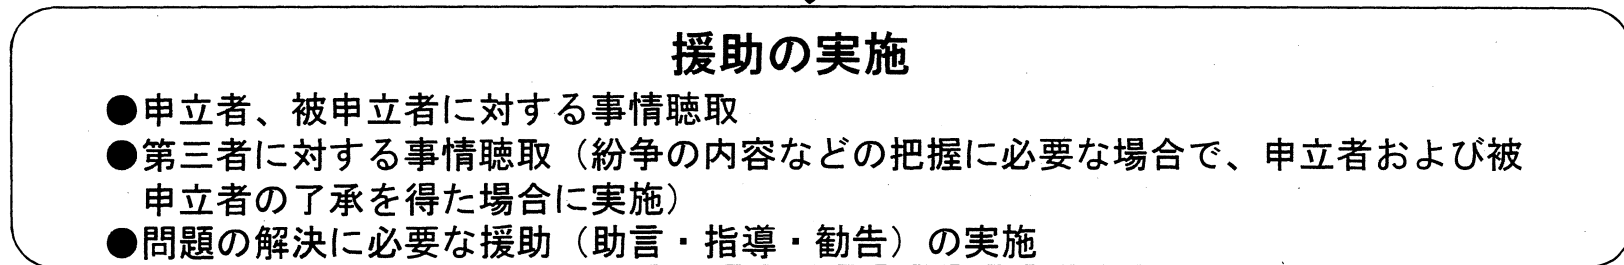 援助の実施
●申立者、被申立者に対する事情聴取
●第三者に対する事情聴取（紛争の内容などの把握に必要な場合で、申立者および被
申立者の了承を得た場合に実施）
●問題の解決に必要な援助（助言・指導・勧告）の実施